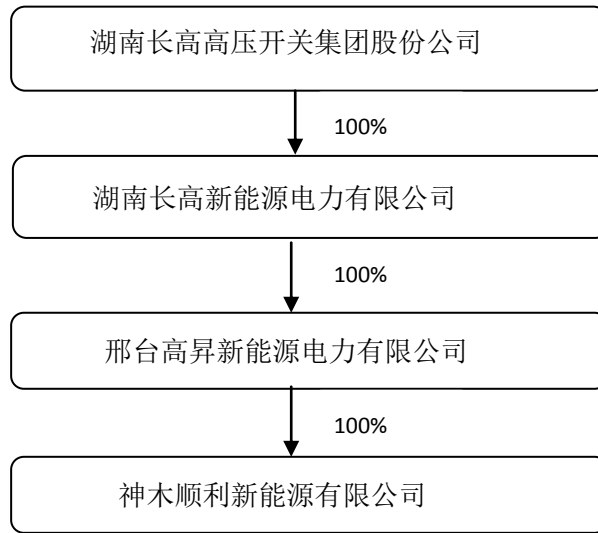 湖南长高高压开关集团股份公司
100%
湖南长高新能源电力有限公司
100%
邢台高昇新能源电力有限公司
100%
神木顺利新能源有限公司